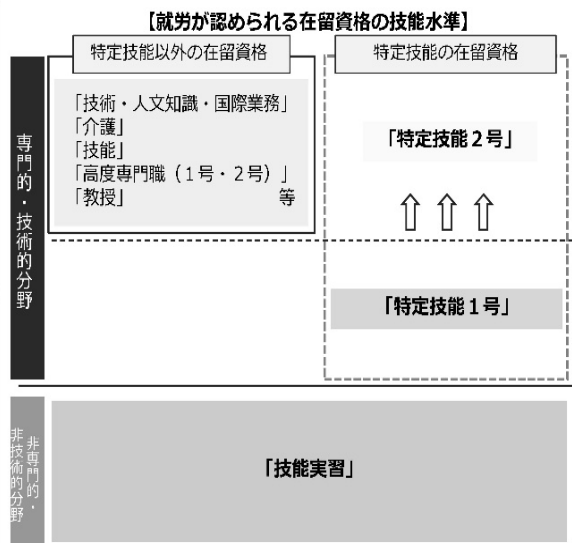 【就労が認められる在留資格の技能水準】
特定技能以外の在留資格
特定技能の在留資格
専門的・技術的分野
「技術・人文知識・国際業務」
「介護」
「技能」
「高度専門職（１号・２号）」
「教授」 等
「特定技能２号」
「特定技能１号」
非専門的・
非技術的分野
「技能実習」